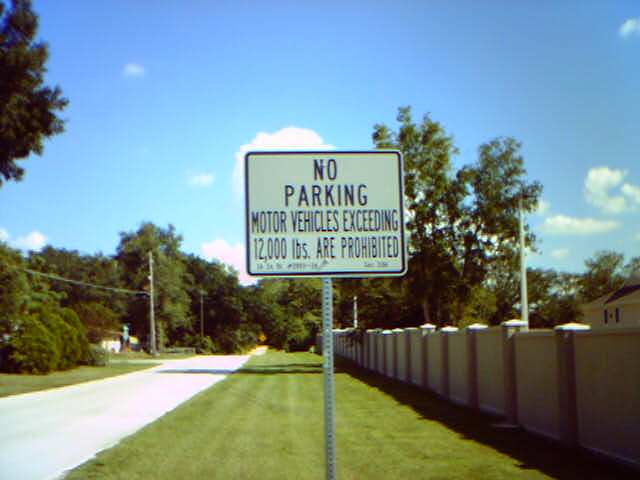 NO
PARKING
MOTOR VEHICLES EXCEEDING
12,000 lbs. ARE PROHIBITED